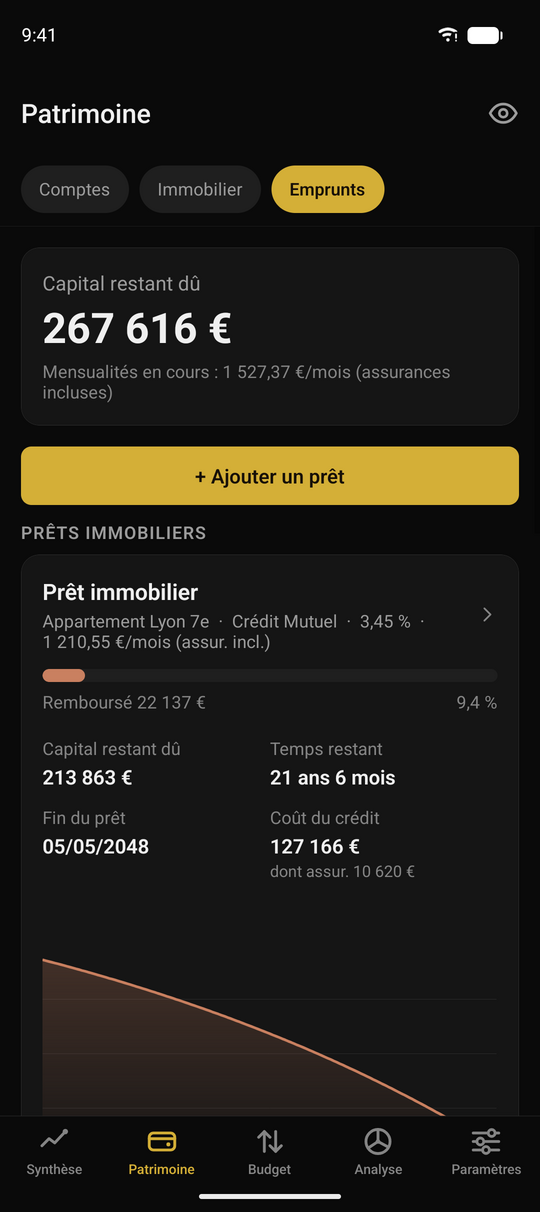 9:41
Patrimoine
Comptes
Immobilier
Emprunts
Capital restant dû
267 616 €
Mensualités en cours : 1 527,37 €/mois (assurances
incluses)
+ Ajouter un prêt
PRÊTS IMMOBILIERS
Prêt immobilier
Appartement Lyon 7e · Crédit Mutuel · 3,45 % ·
1 210,55 €/mois (assur. incl.)
Remboursé 22 137 €
9,4 %
Capital restant dû
Temps restant
213 863 €
21 ans 6 mois
Fin du prêt
Coût du crédit
05/05/2048
127 166 €
dont assur. 10 620 €
Synthèse
Patrimoine
Budget
Analyse
Paramètres